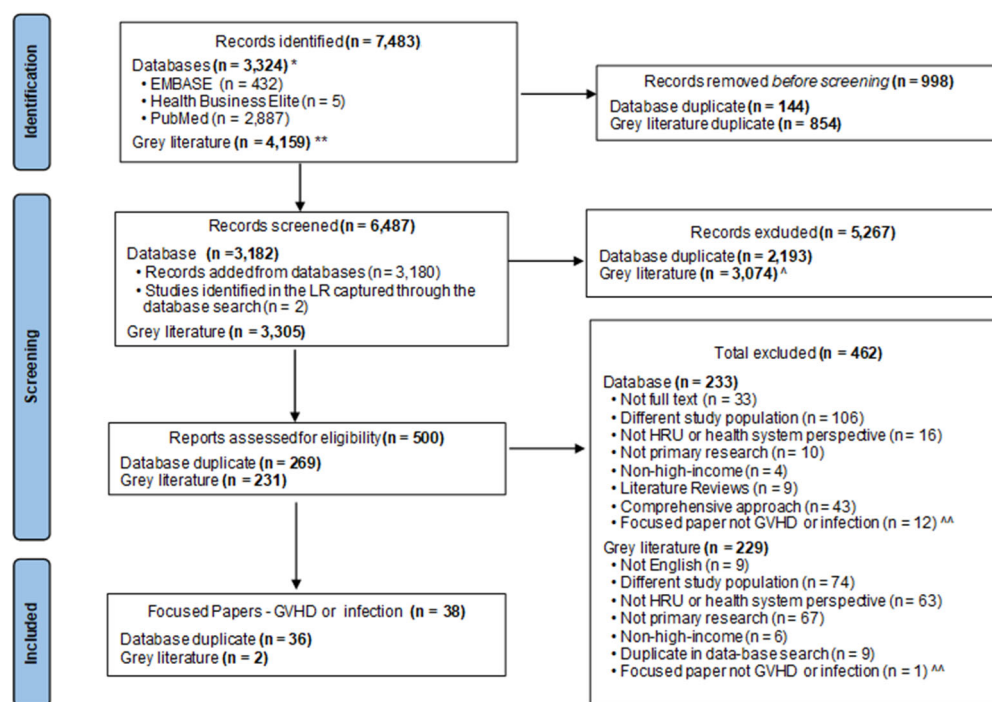 Identification
Records identified (n = 7,483)
Databases (n = 3,324) *
• EMBASE (n = 432)
• Health Business Elite (n = 5)
• PubMed (n = 2,887)
Grey literature (n = 4,159) **
Records removed before screening (n = 998)
Database duplicate (n = 144)
Grey literature duplicate (n = 854)
Screening
Records screened (n = 6,487)
Database (n =3,182)
• Records added from databases (n = 3,180)
• Studies identified in the LR captured through the
database search (n = 2)
Grey literature (n = 3,305)
Records excluded (n = 5,267)
Database duplicate (n = 2,193)
Grey literature (n = 3,074) ^
Reports assessed for eligibility (n = 500)
Database duplicate (n = 269)
Grey literature (n = 231)
Total excluded (n = 462)
Database (n = 233)
• Not full text (n = 33)
• Different study population (n = 106)
• Not HRU or health system perspective (n = 16)
• Not primary research (n = 10)
• Non-high-income (n = 4)
• Literature Reviews (n = 9)
• Comprehensive approach (n = 43)
• Focused paper not GVHD or infection (n = 12) ^^
Grey literature (n = 229)
• Not English (n = 9)
• Different study population (n = 74)
• Not HRU or health system perspective (n = 63)
• Not primary research (n = 67)
• Non-high-income (n = 6)
• Duplicate in data-base search (n = 9)
• Focused paper not GVHD or infection (n = 1) ^^
Included
Focused Papers - GVHD or infection (n = 38)
Database duplicate (n = 36)
Grey literature (n = 2)